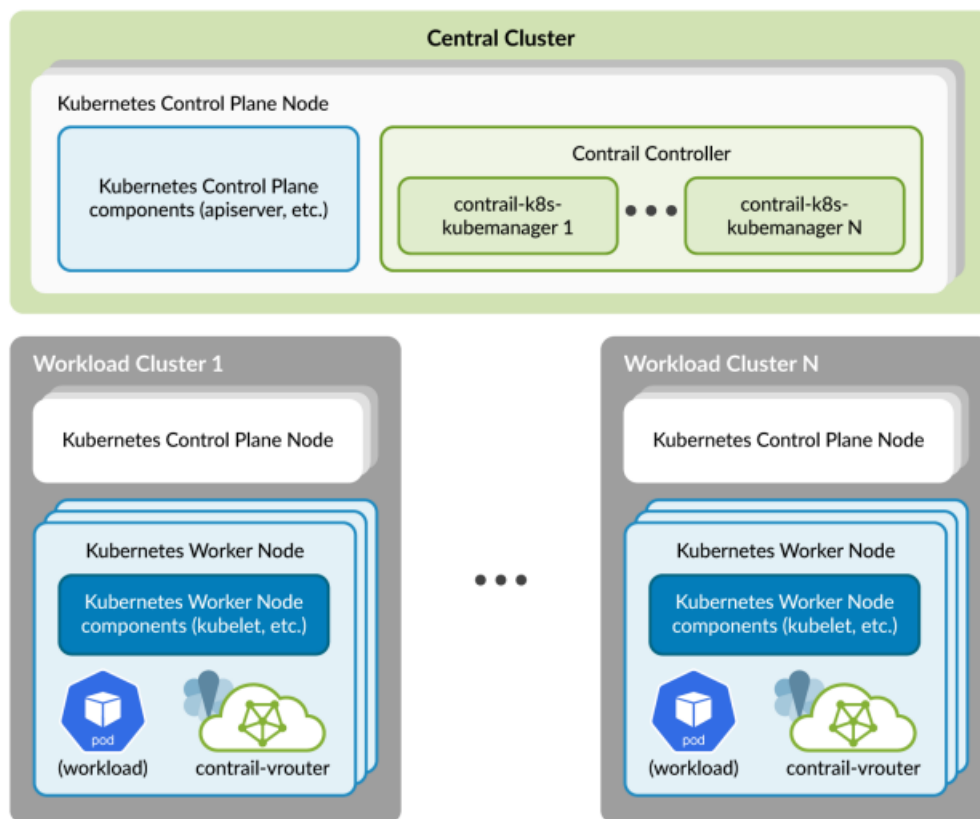 Central Cluster
Kubernetes Control Plane Node
Kubernetes Control Plane
components (apiserver, etc.)
Contrail Controller
contrail-k8s-
kubemanager 1
contrail-k8s-
kubemanager N
Workload Cluster 1
Kubernetes Control Plane Node
Kubernetes Worker Node
Kubernetes Worker Node
components (kubelet, etc.)
pod
(workload)
contrail-vrouter
Workload Cluster N
Kubernetes Control Plane Node
Kubernetes Worker Node
Kubernetes Worker Node
components (kubelet, etc.)
pod
(workload)
contrail-vrouter